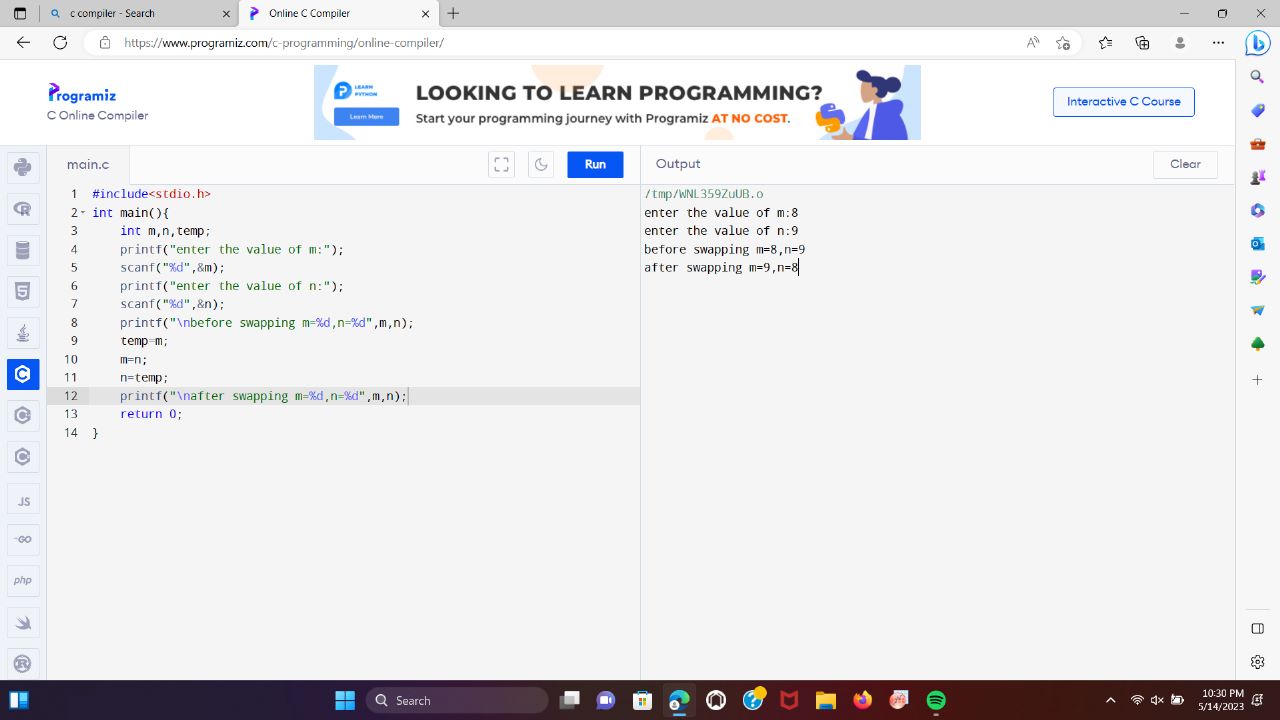 c compiler - Search
Online C Compiler
https://www.programiz.com/c-programming/online-compiler/
Programiz
C Online Compiler
LEARN
PYTHON
Learn More
LOOKING TO LEARN PROGRAMMING?
Start your programming journey with Programiz AT NO COST.
Interactive C Course
main.c
Run
Output
Clear
1 #include<stdio.h>
2 int main(){
3 int m,n,temp;
4 printf("enter the value of m:");
5 scanf("%d",&m);
6 printf("enter the value of n:");
7 scanf("%d",&n);
8 printf("\nbefore swapping m=%d,n=%d",m,n);
9 temp=m;
10 m=n;
11 n=temp;
12 printf("\nafter swapping m=%d,n=%d",m,n);
13 return 0;
14 }
/tmp/WNL359ZuUB.o
enter the value of m:8
enter the value of n:9
before swapping m=8,n=9
after swapping m=9,n=8
JS
GO
php
Search
10:30 PM
5/14/2023